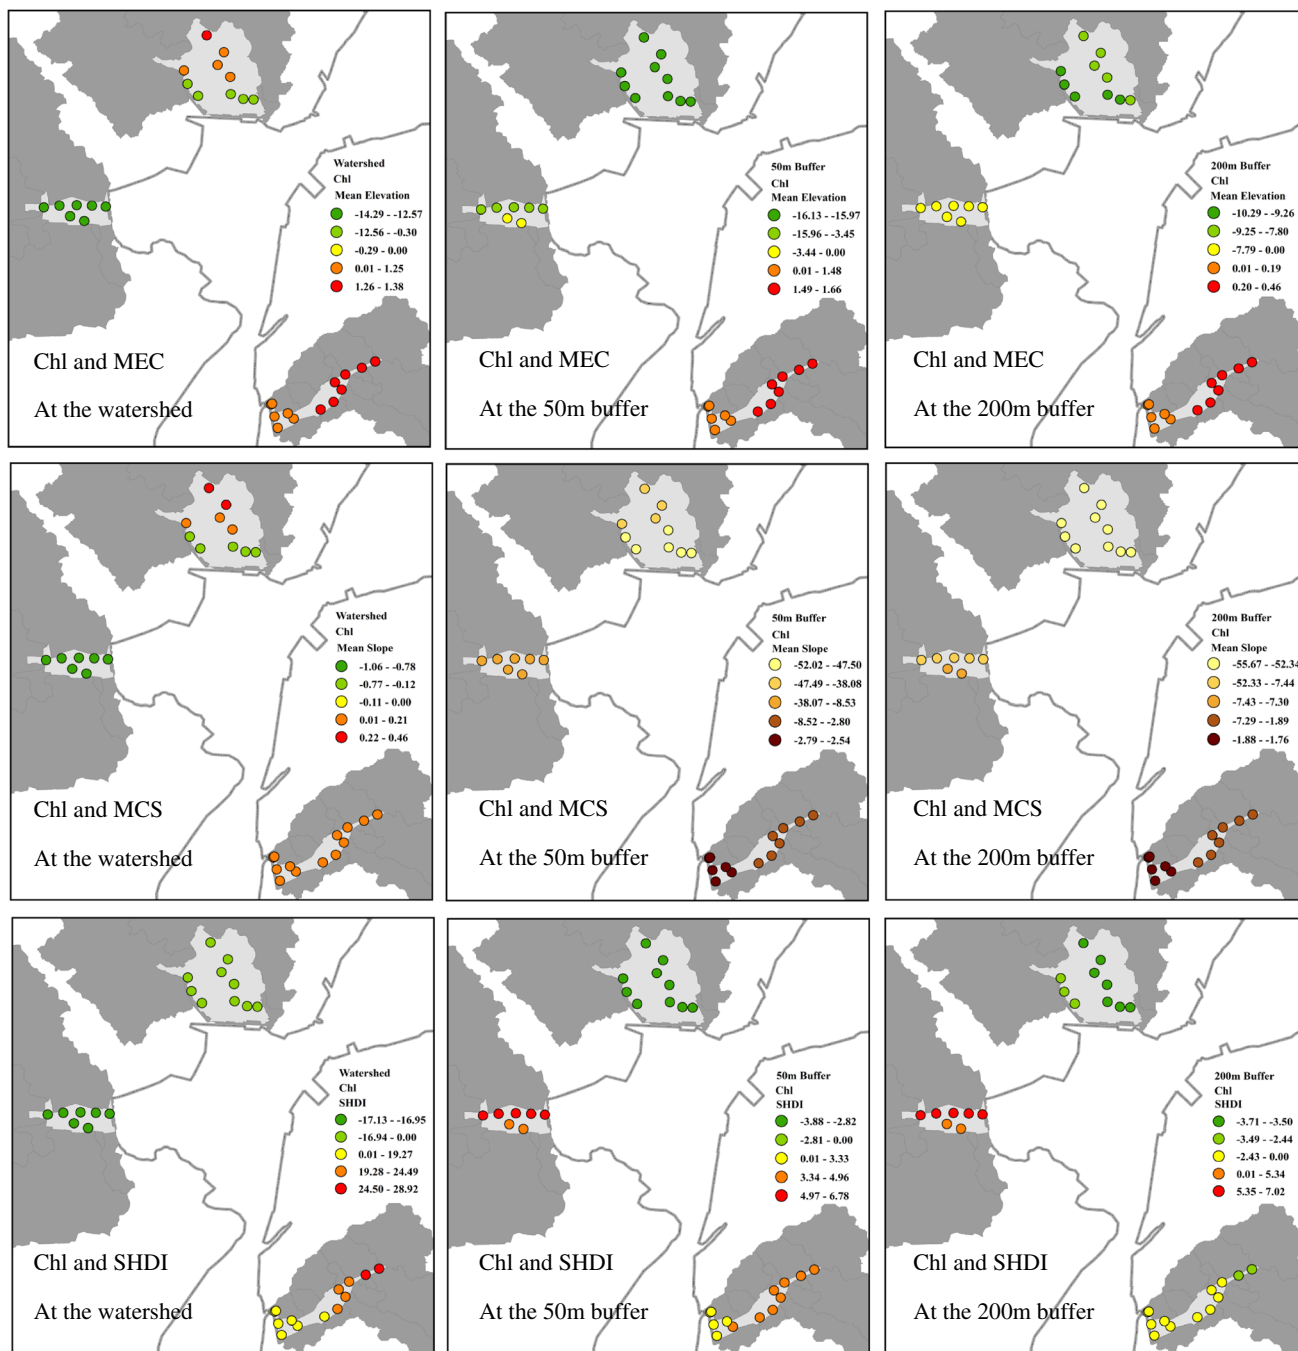 Watershed
Chl
Mean Elevation
-14.29 - -12.57
-12.56 - -0.30
-0.29 - 0.00
0.01 - 1.25
1.26 - 1.38
Chl and MEC
At the watershed
50m Buffer
Chl
Mean Elevation
-16.13 - -15.97
-15.96 - -3.45
-3.44 - 0.00
0.01 - 1.48
1.49 - 1.66
Chl and MEC
At the 50m buffer
200m Buffer
Chl
Mean Elevation
-10.29 - -9.26
-9.25 - -7.80
-7.79 - 0.00
0.01 - 0.19
0.20 - 0.46
Chl and MEC
At the 200m buffer
Watershed
Chl
Mean Slope
-1.06 - -0.78
-0.77 - -0.12
-0.11 - 0.00
0.01 - 0.21
0.22 - 0.46
Chl and MCS
At the watershed
50m Buffer
Chl
Mean Slope
-52.02 - -47.50
-47.49 - -38.08
-38.07 - -8.53
-8.52 - -2.80
-2.79 - -2.54
Chl and MCS
At the 50m buffer
200m Buffer
Chl
Mean Slope
-55.67 - -52.34
-52.33 - -7.44
-7.43 - -7.30
-7.29 - -1.89
-1.88 - -1.76
Chl and MCS
At the 200m buffer
Watershed
Chl
SHDI
-17.13 - -16.95
-16.94 - 0.00
0.01 - 19.27
19.28 - 24.49
24.50 - 28.92
Chl and SHDI
At the watershed
50m Buffer
Chl
SHDI
-3.88 - -2.82
-2.81 - 0.00
0.01 - 3.33
3.34 - 4.96
4.97 - 6.78
Chl and SHDI
At the 50m buffer
200m Buffer
Chl
SHDI
-3.71 - -3.50
-3.49 - -2.44
-2.43 - 0.00
0.01 - 5.34
5.35 - 7.02
Chl and SHDI
At the 200m buffer